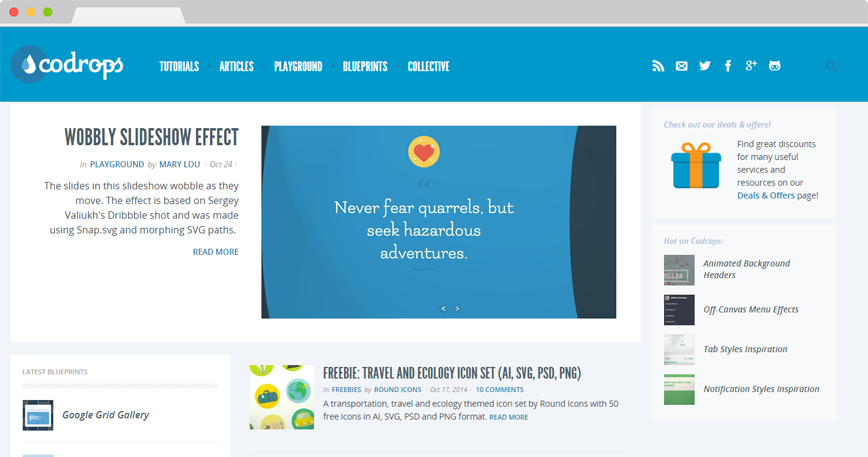 codrops
TUTORIALS
ARTICLES
PLAYGROUND
BLUEPRINTS
COLLECTIVE
WOBBLY SLIDESHOW EFFECT
In PLAYGROUND by MARY LOU · Oct 24 ·
The slides in this slideshow wobble as they
move. The effect is based on Sergey
Valiukh's Dribbble shot and was made
using Snap.svg and morphing SVG paths.
READ MORE
“
Never fear quarrels, but
seek hazardous
adventures.
< >
Check out our deals & offers!
Find great discounts
for many useful
services and
resources on our
Deals & Offers page!
Hot on Codrops:
Animated Background
Headers
Off-Canvas Menu Effects
Tab Styles Inspiration
Notification Styles Inspiration
LATEST BLUEPRINTS
Google Grid Gallery
FREEBIE: TRAVEL AND ECOLOGY ICON SET (AI, SVG, PSD, PNG)
In FREEBIES by ROUND ICONS · Oct 17, 2014 · 10 COMMENTS
A transportation, travel and ecology themed icon set by Round Icons with 50
free icons in AI, SVG, PSD and PNG format. READ MORE